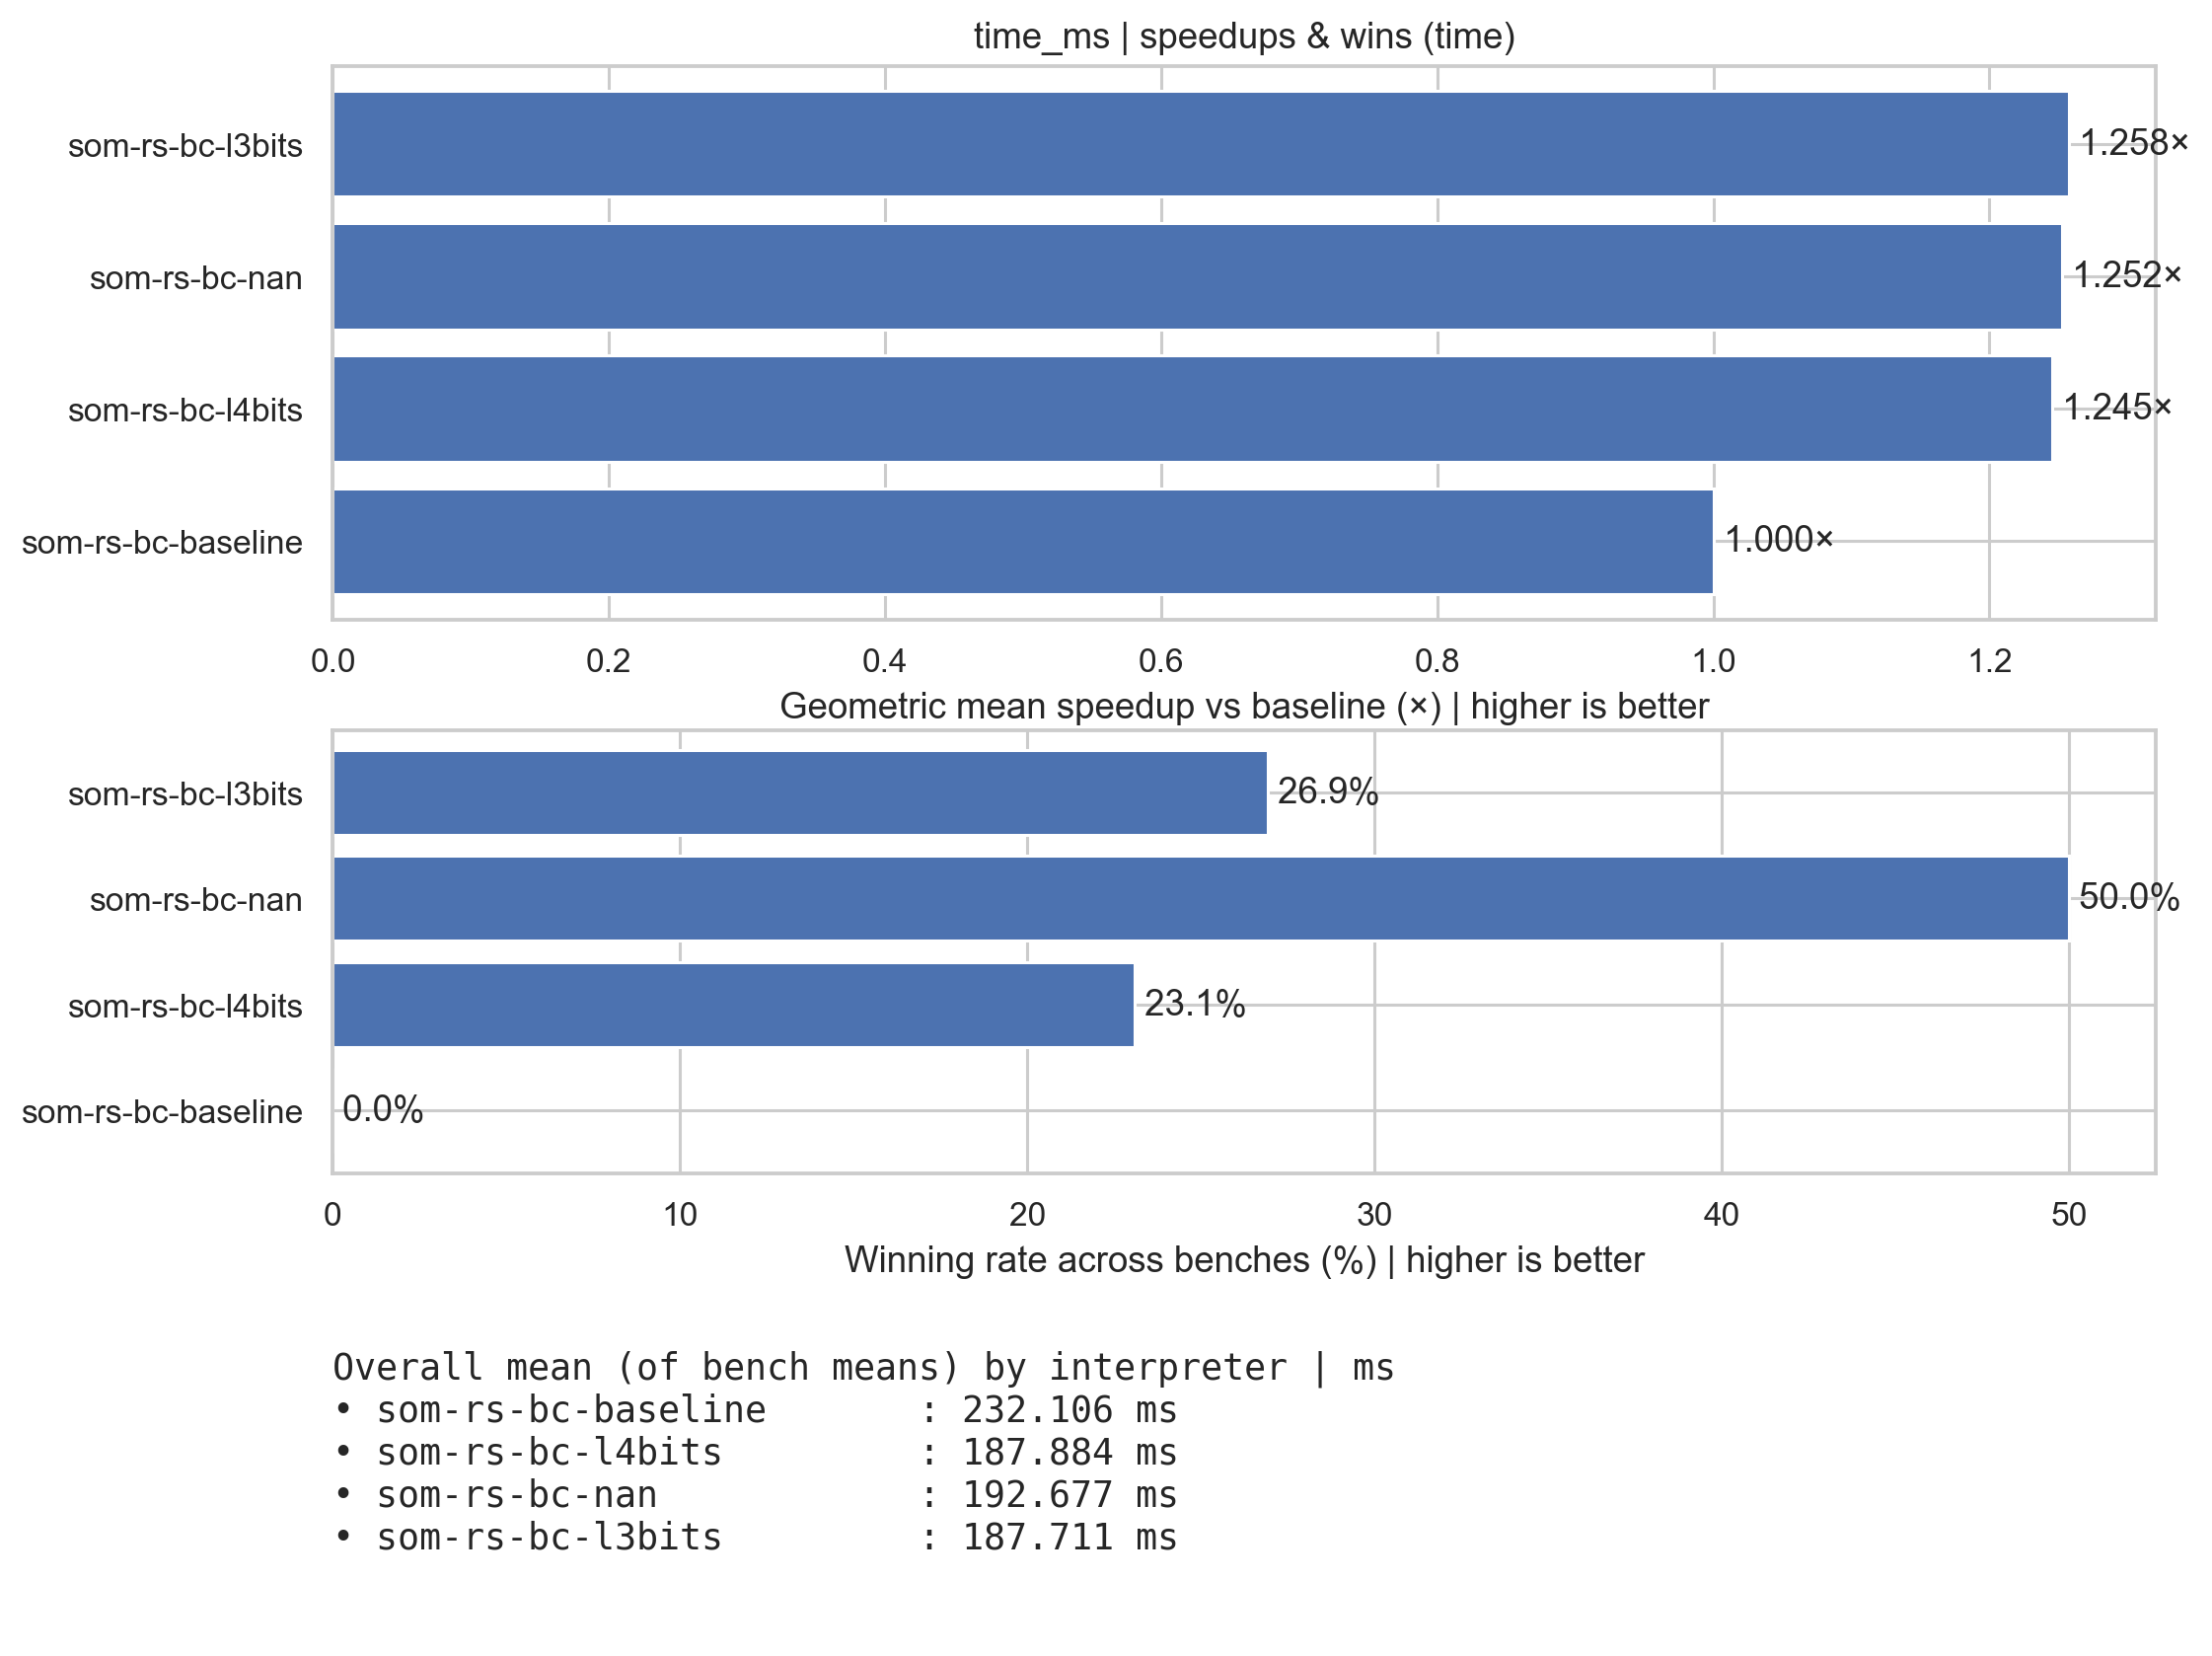 time_ms | speedups & wins (time)
som-rs-bc-l3bits
1.258×
som-rs-bc-nan
1.252×
som-rs-bc-l4bits
1.245×
som-rs-bc-baseline
1.000×
0.0 0.2 0.4 0.6 0.8 1.0 1.2
Geometric mean speedup vs baseline (×) | higher is better
som-rs-bc-l3bits
26.9%
som-rs-bc-nan
50.0%
som-rs-bc-l4bits
23.1%
som-rs-bc-baseline
0.0%
0 10 20 30 40 50
Winning rate across benches (%) | higher is better
Overall mean (of bench means) by interpreter | ms
• som-rs-bc-baseline : 232.106 ms
• som-rs-bc-l4bits : 187.884 ms
• som-rs-bc-nan : 192.677 ms
• som-rs-bc-l3bits : 187.711 ms